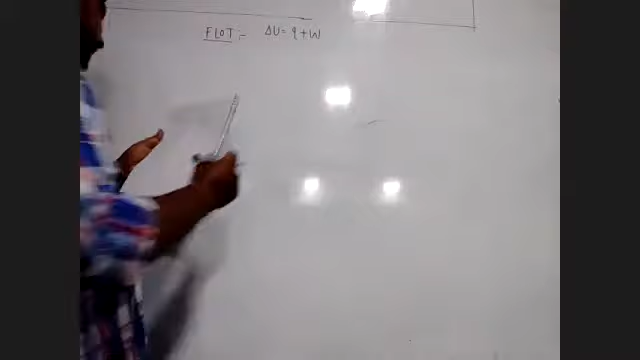 FLOT :- ΔU = q + W